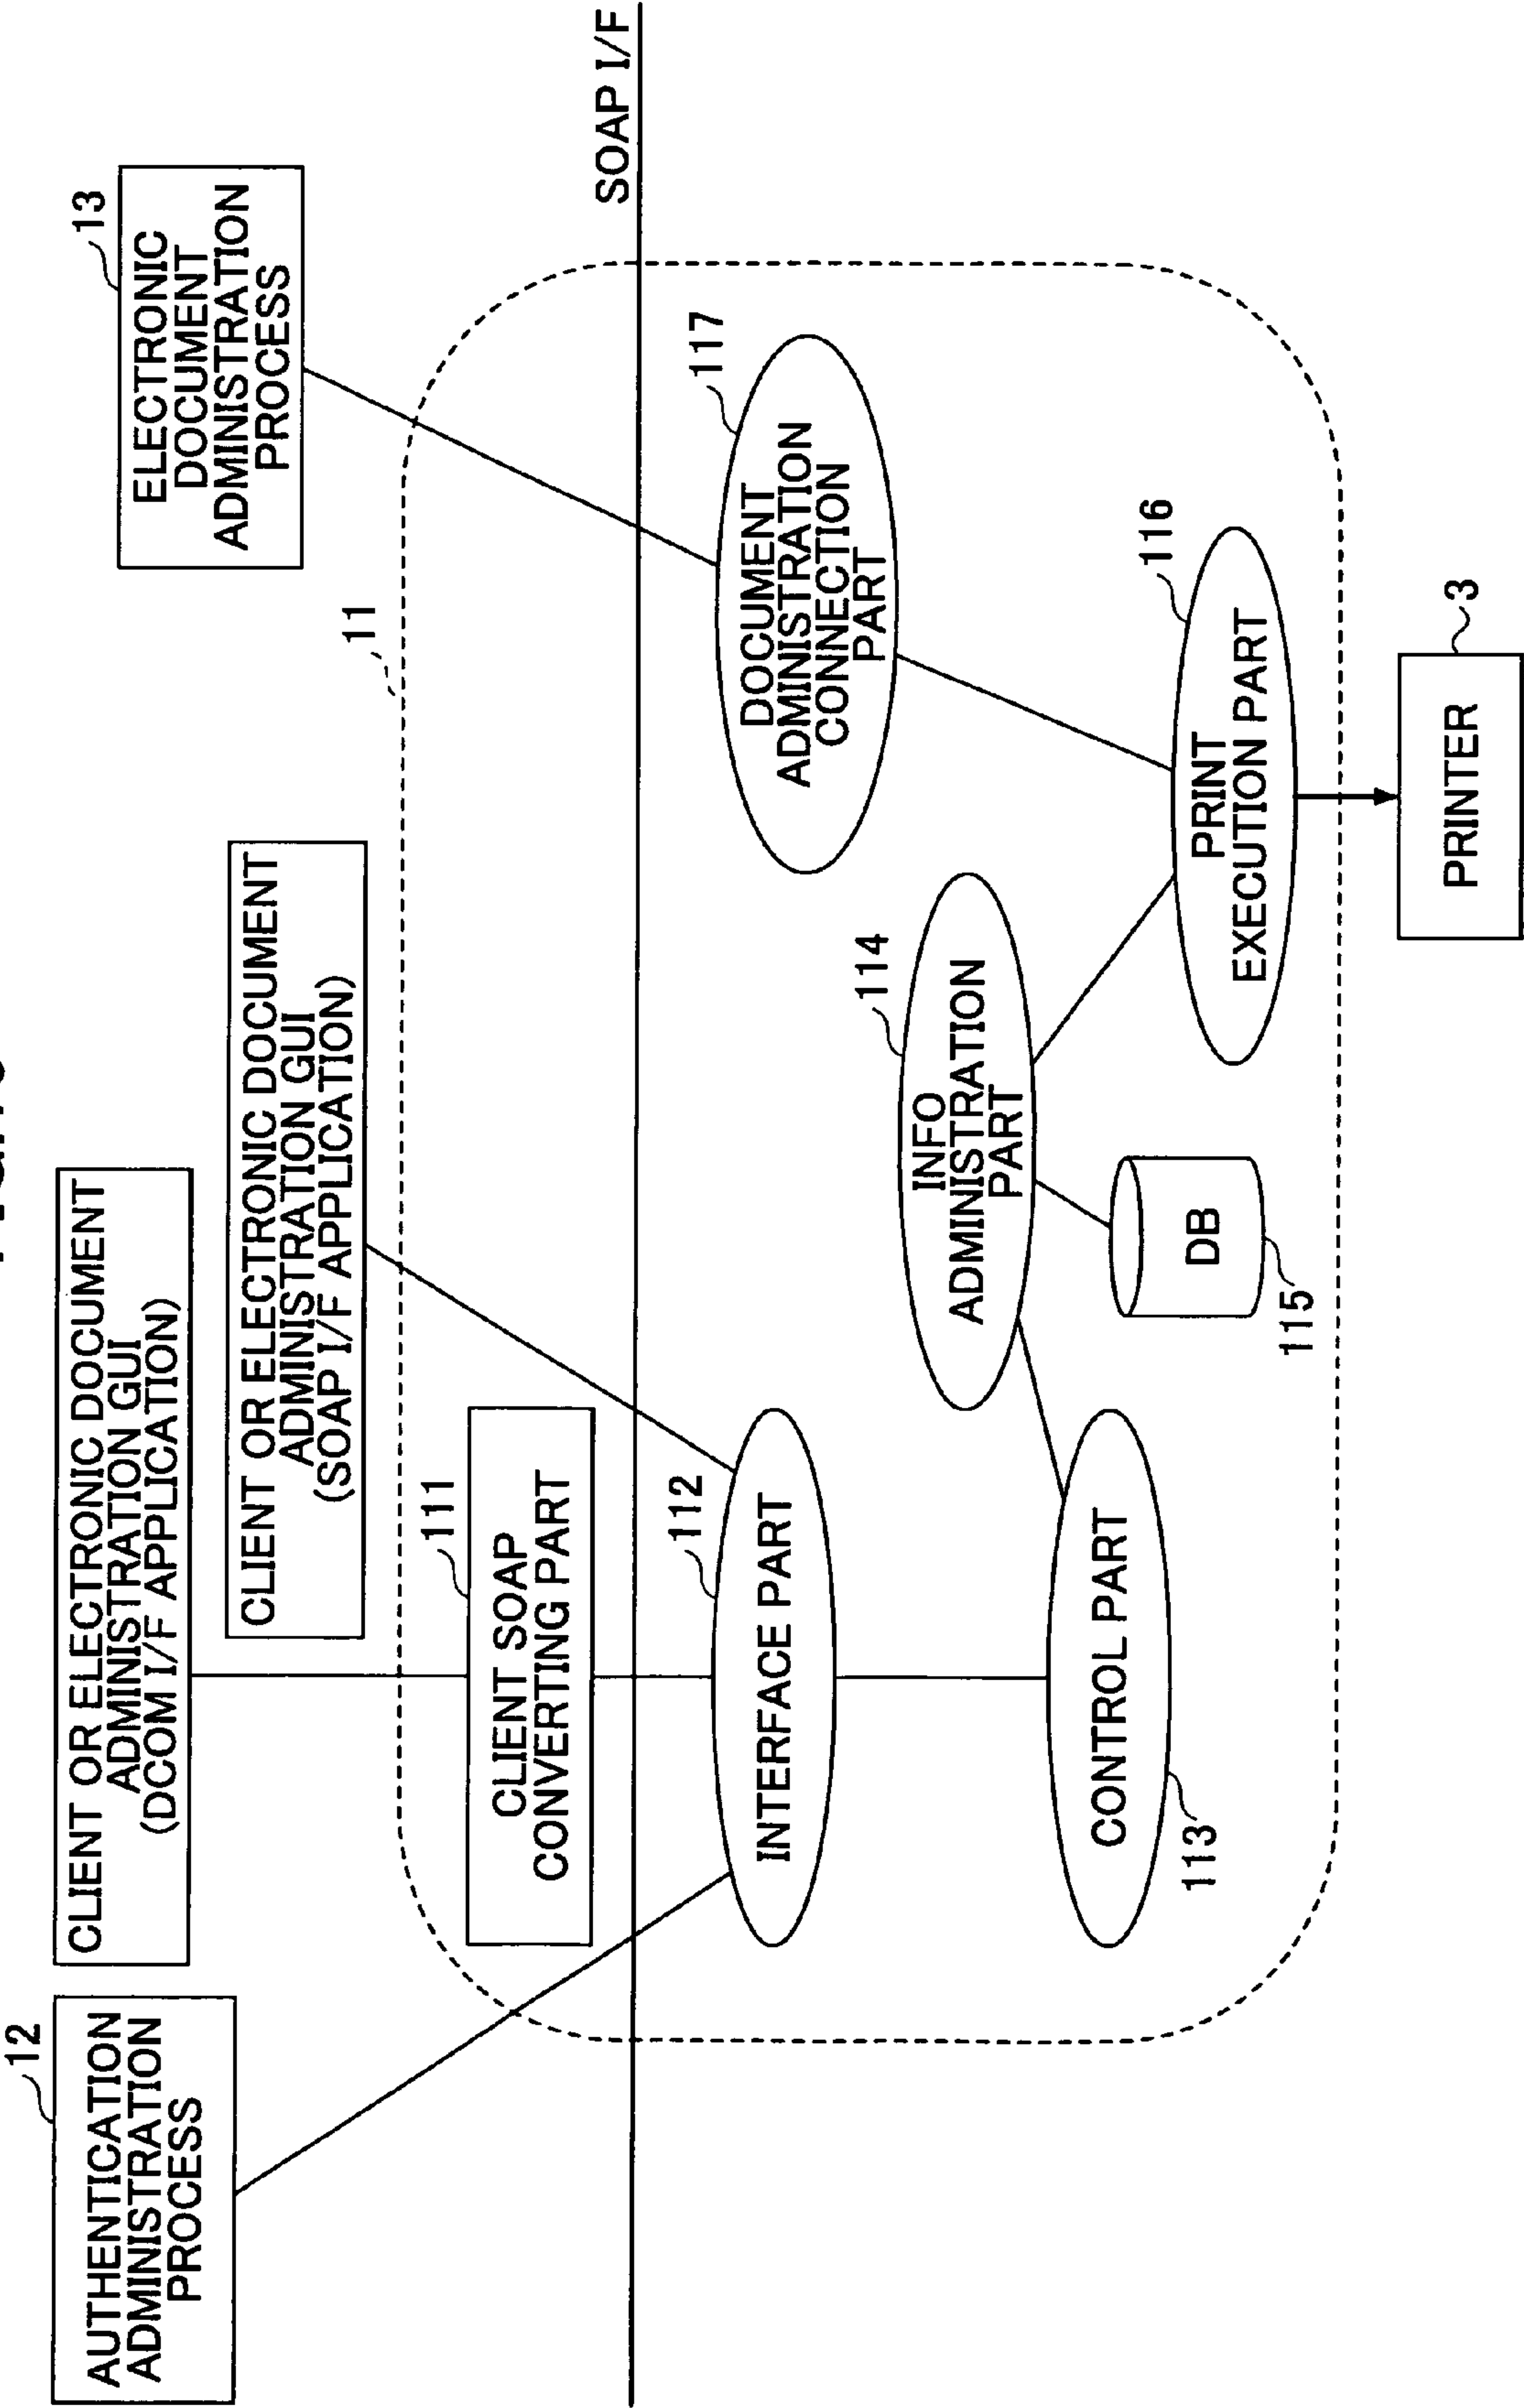 12
AUTHENTICATION
ADMINISTRATION
PROCESS
CLIENT OR ELECTRONIC DOCUMENT
ADMINISTRATION GUI
(DCOM I/F APPLICATION)
CLIENT OR ELECTRONIC DOCUMENT
ADMINISTRATION GUI
(SOAP I/F APPLICATION)
13
ELECTRONIC
DOCUMENT
ADMINISTRATION
PROCESS
11
111
CLIENT SOAP
CONVERTING PART
SOAP I/F
112
INTERFACE PART
117
DOCUMENT
ADMINISTRATION
CONNECTION
PART
114
INFO
ADMINISTRATION
PART
113
CONTROL PART
DB
115
116
PRINT
EXECUTION PART
PRINTER
3